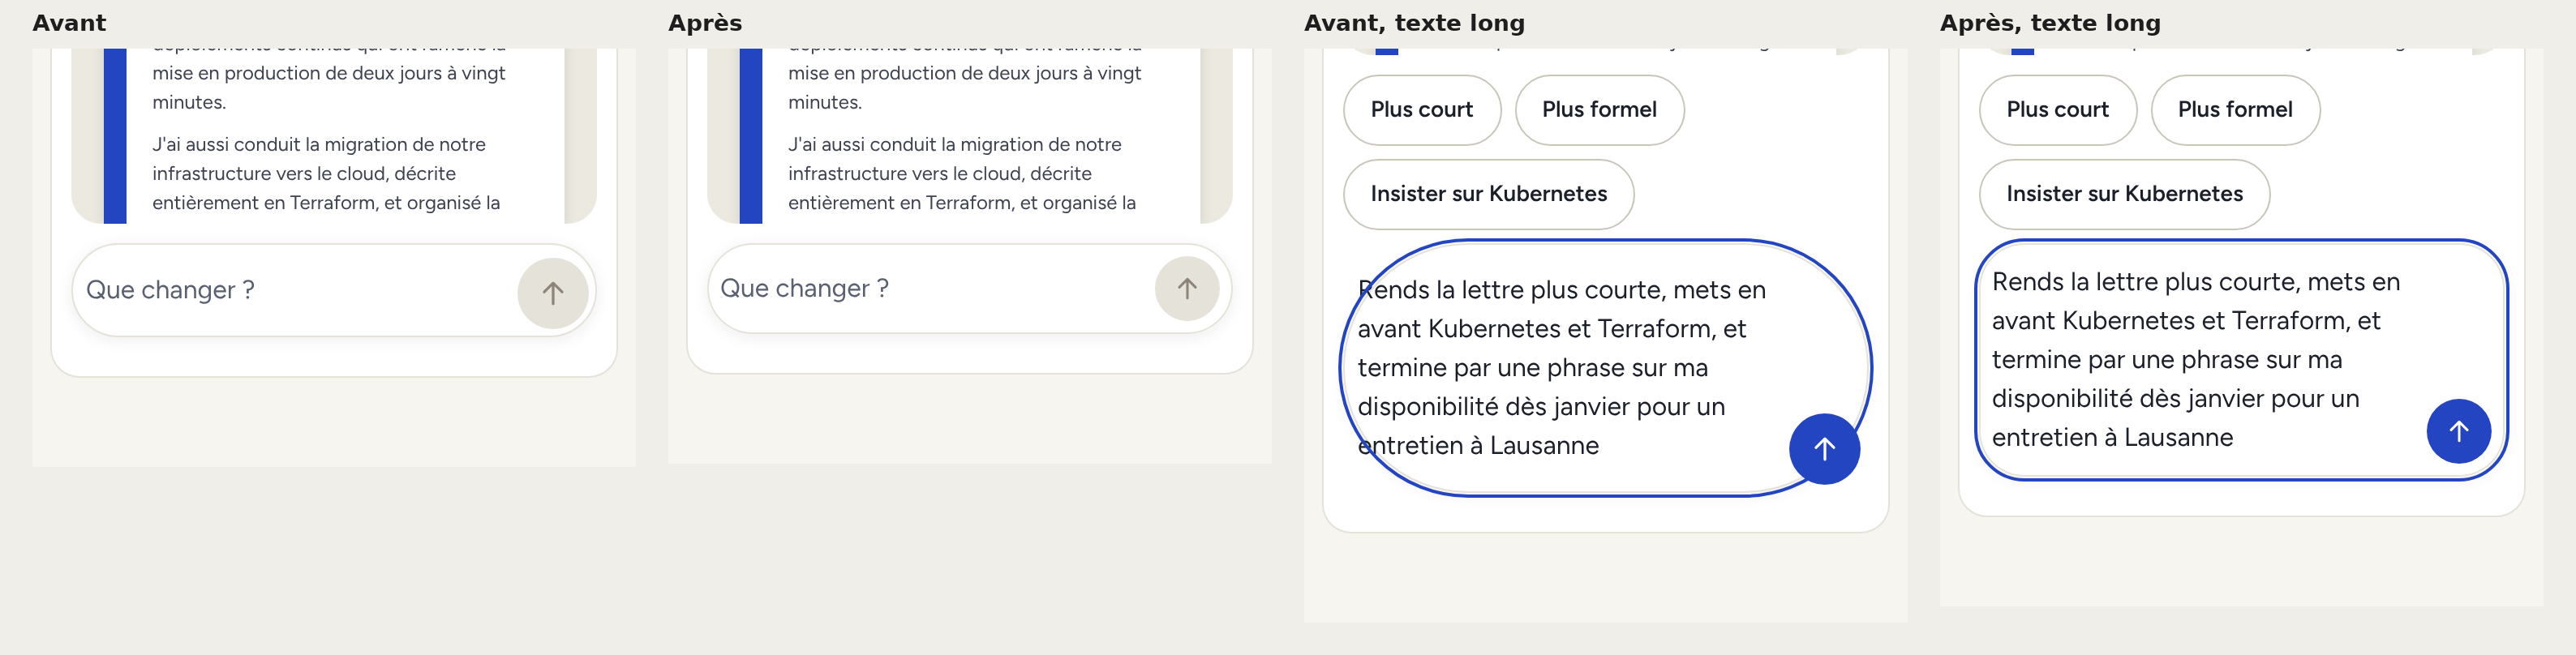 Avant
mise en production de deux jours à vingt
minutes.
J'ai aussi conduit la migration de notre
infrastructure vers le cloud, décrite
entièrement en Terraform, et organisé la
Que changer ?
Après
mise en production de deux jours à vingt
minutes.
J'ai aussi conduit la migration de notre
infrastructure vers le cloud, décrite
entièrement en Terraform, et organisé la
Que changer ?
Avant, texte long
Plus court
Plus formel
Insister sur Kubernetes
Rends la lettre plus courte, mets en
avant Kubernetes et Terraform, et
termine par une phrase sur ma
disponibilité dès janvier pour un
entretien à Lausanne
Après, texte long
Plus court
Plus formel
Insister sur Kubernetes
Rends la lettre plus courte, mets en
avant Kubernetes et Terraform, et
termine par une phrase sur ma
disponibilité dès janvier pour un
entretien à Lausanne